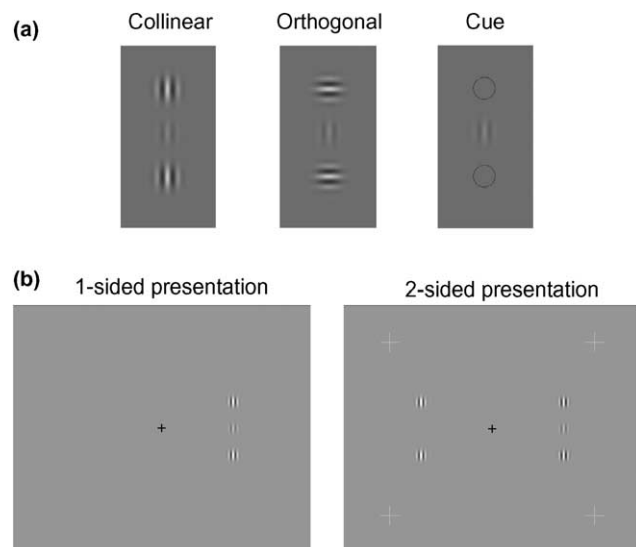 (a)
Collinear Orthogonal Cue
(b)
1-sided presentation 2-sided presentation